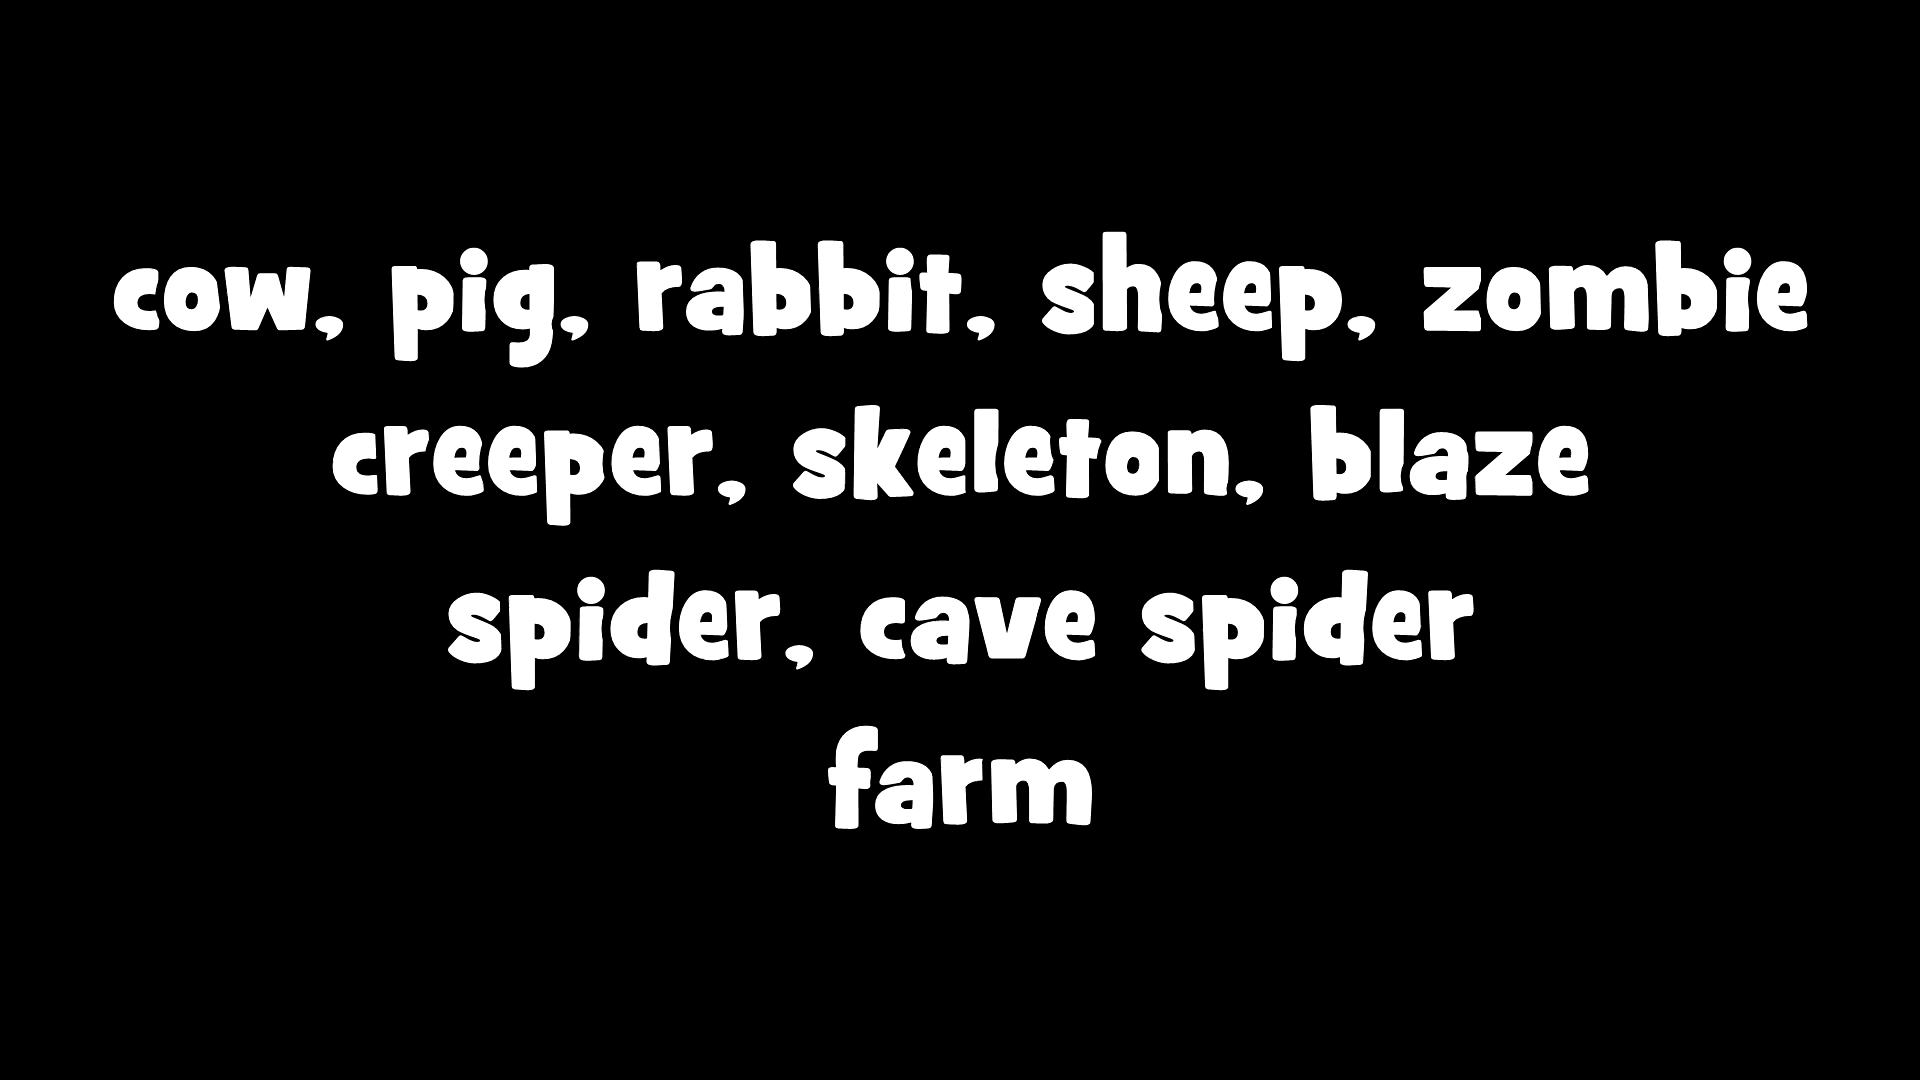 cow, pig, rabbit, sheep, zombie
creeper, skeleton, blaze
spider, cave spider
farm